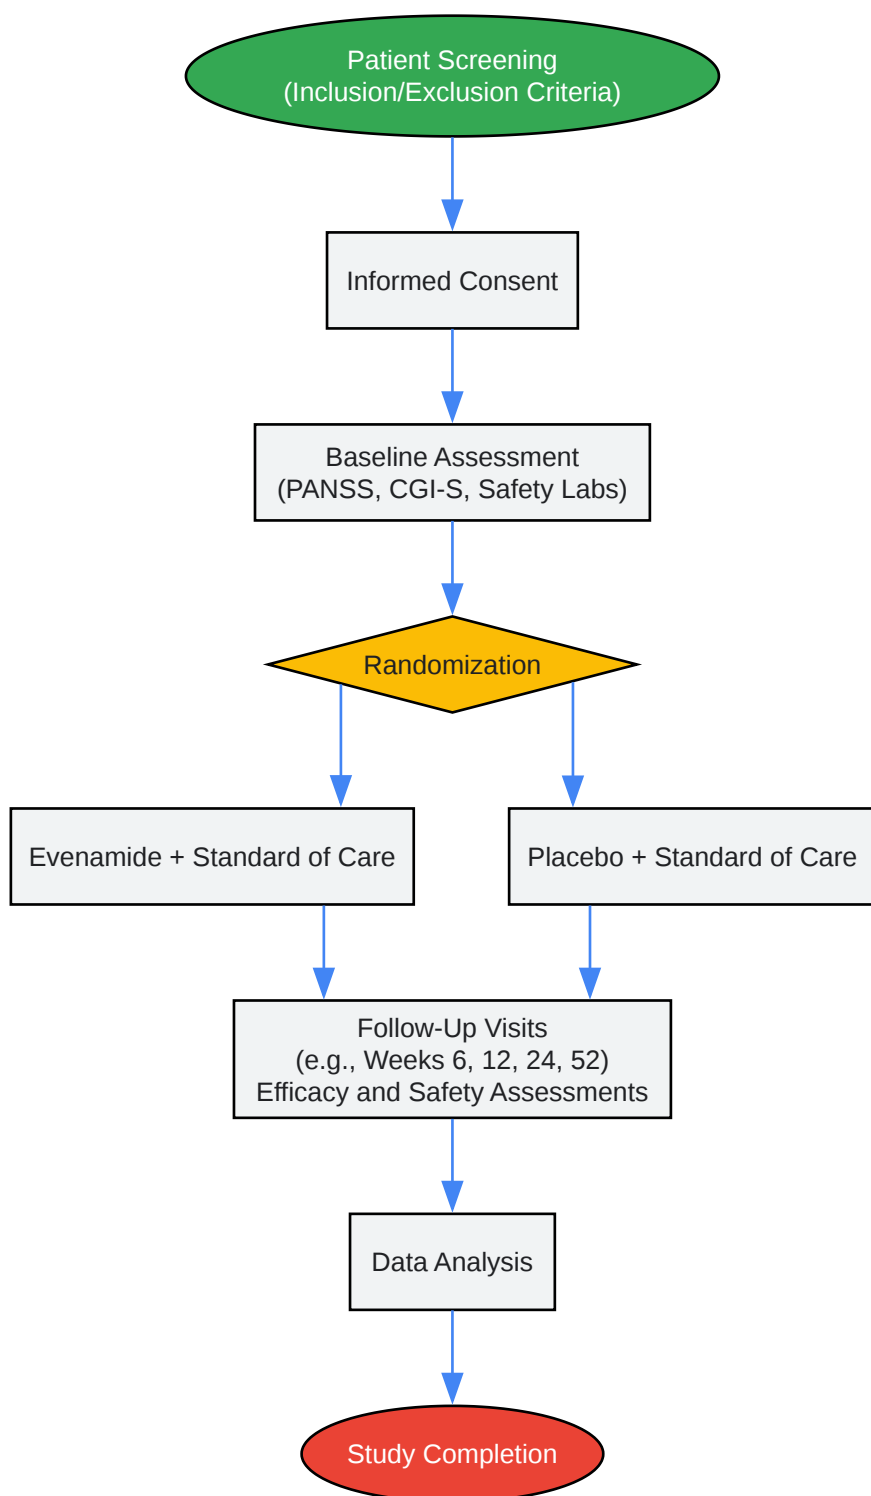 Patient Screening
(Inclusion/Exclusion Criteria)
Informed Consent
Baseline Assessment
(PANSS, CGI-S, Safety Labs)
Randomization
Evenamide + Standard of Care
Placebo + Standard of Care
Follow-Up Visits
(e.g., Weeks 6, 12, 24, 52)
Efficacy and Safety Assessments
Data Analysis
Study Completion